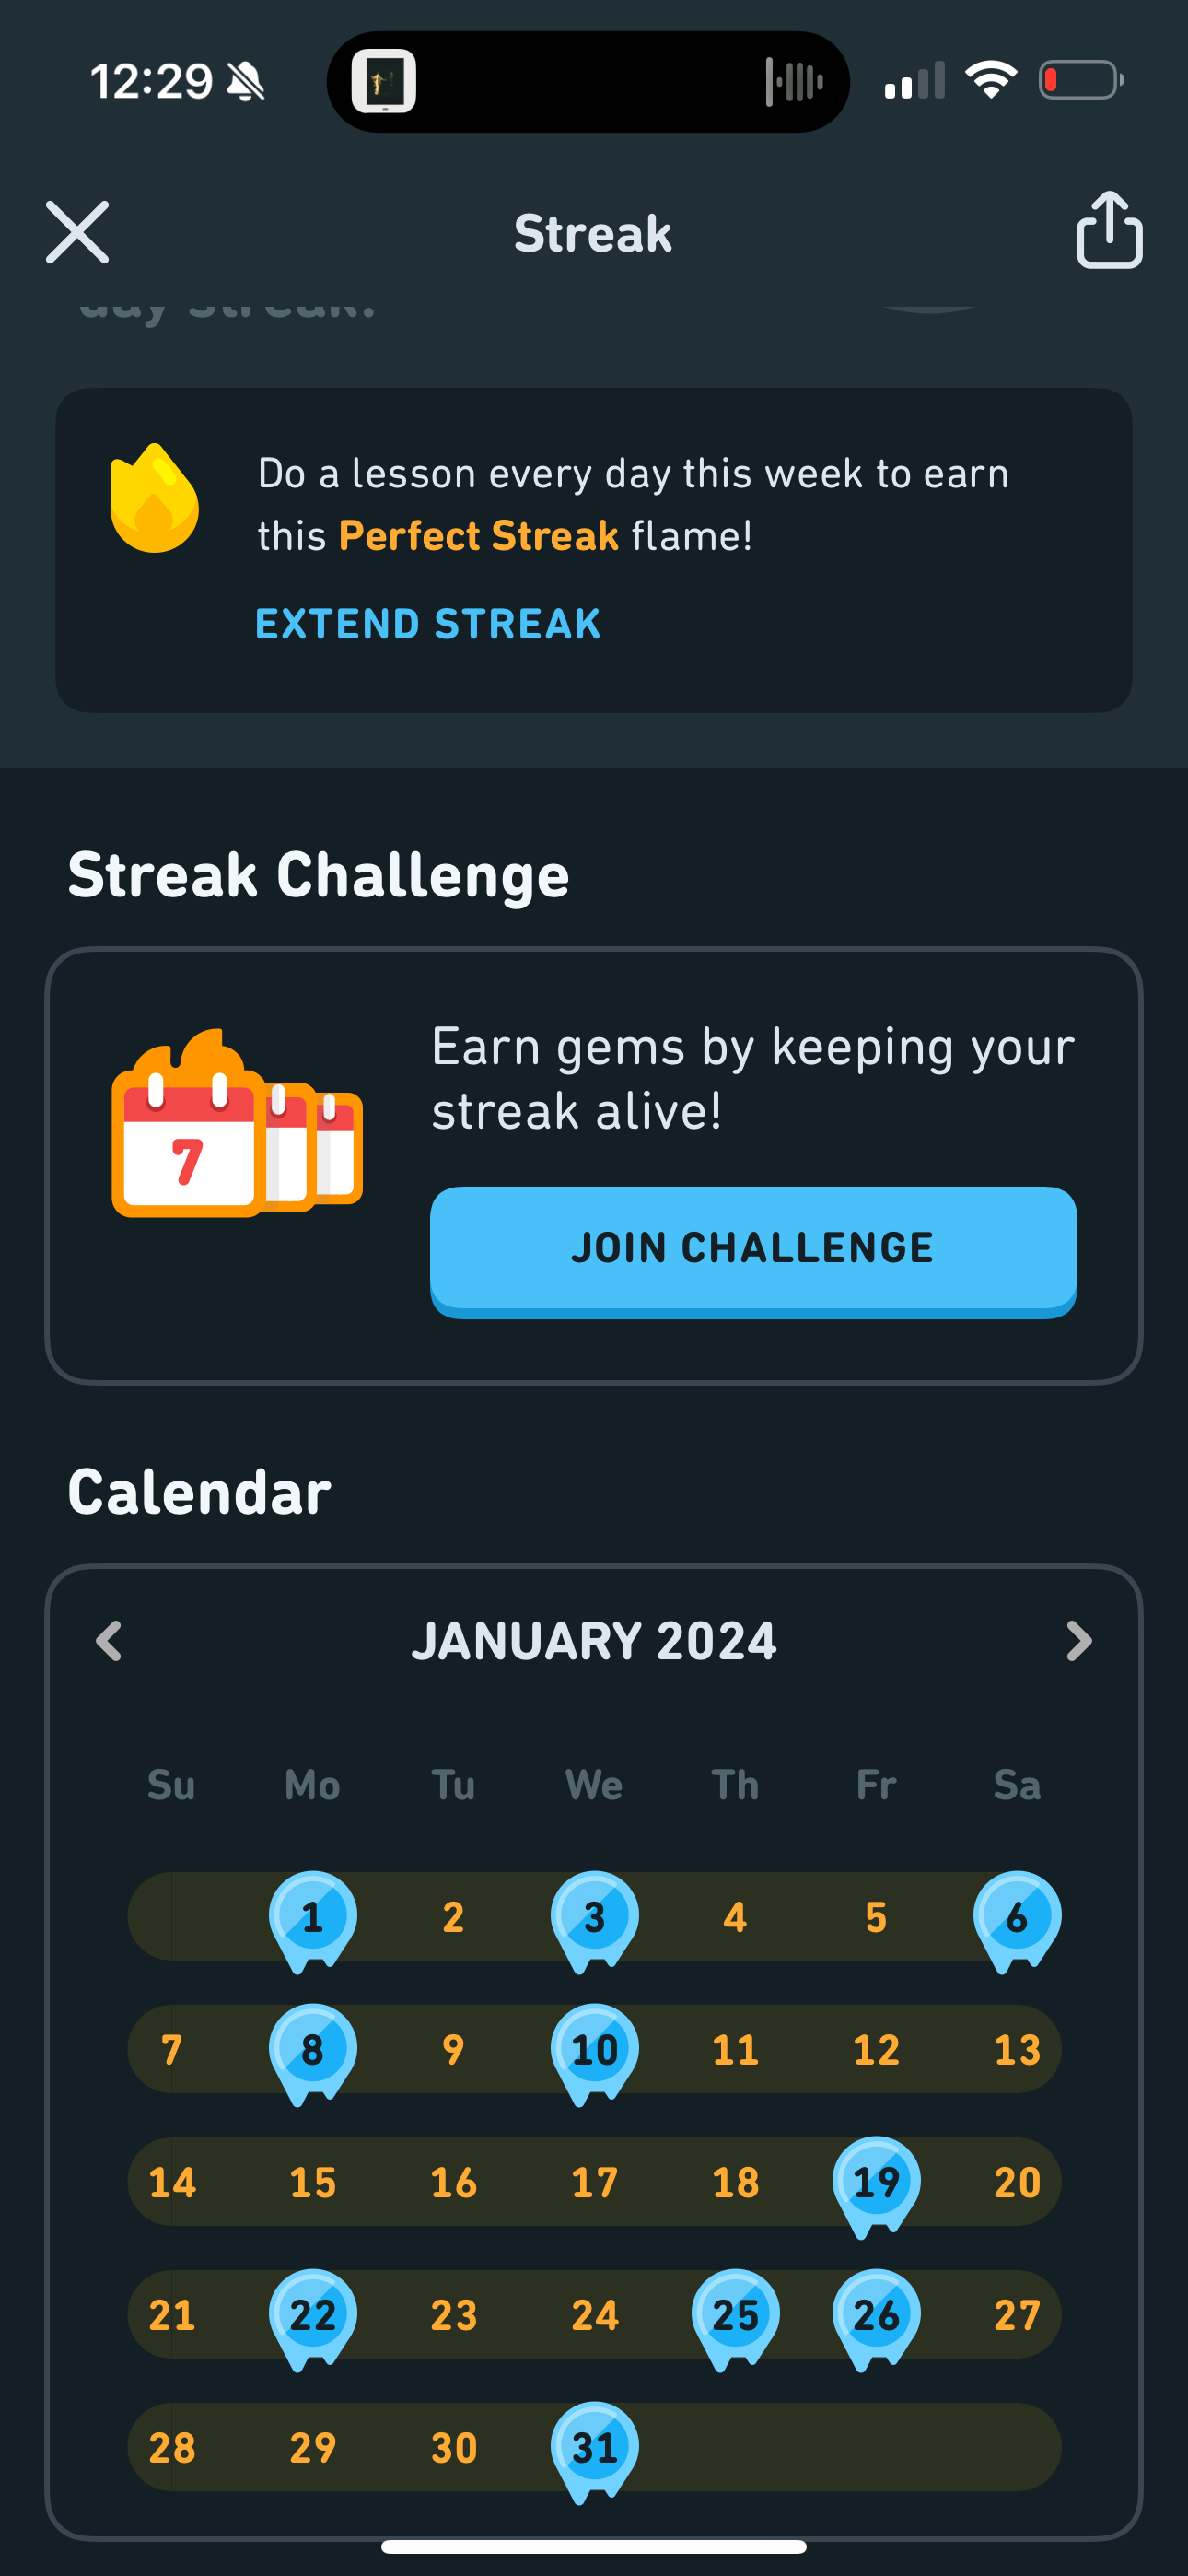 12:29
Streak
day streak!
Do a lesson every day this week to earn
this Perfect Streak flame!
EXTEND STREAK
Streak Challenge
7
Earn gems by keeping your
streak alive!
JOIN CHALLENGE
Calendar
JANUARY 2024
Su Mo Tu We Th Fr Sa
1 2 3 4 5 6
7 8 9 10 11 12 13
14 15 16 17 18 19 20
21 22 23 24 25 26 27
28 29 30 31